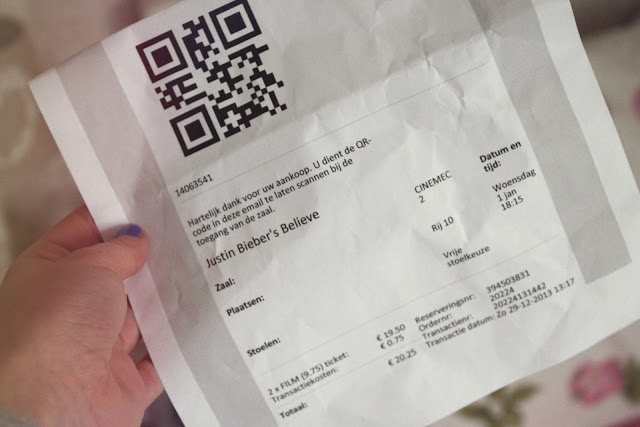 14063541
Hartelijk dank voor uw aankoop. U dient de QR-
code in deze email te laten scannen bij de
toegang van de zaal.
Justin Bieber's Believe
Datum en
tijd:
Zaal:
CINEMEC
2
Woensdag
1 jan
18:15
Plaatsen:
Rij 10
Stoelen:
Vrije
stoelkeuze
2 x FILM (9.75) ticket: € 19.50 Reserveringsnr: 394503831
Transactiekosten: € 0.75 Ordernr: 20224
Transactienr: 20224131442
Totaal: € 20.25 Transactie datum: Zo 29-12-2013 13:17